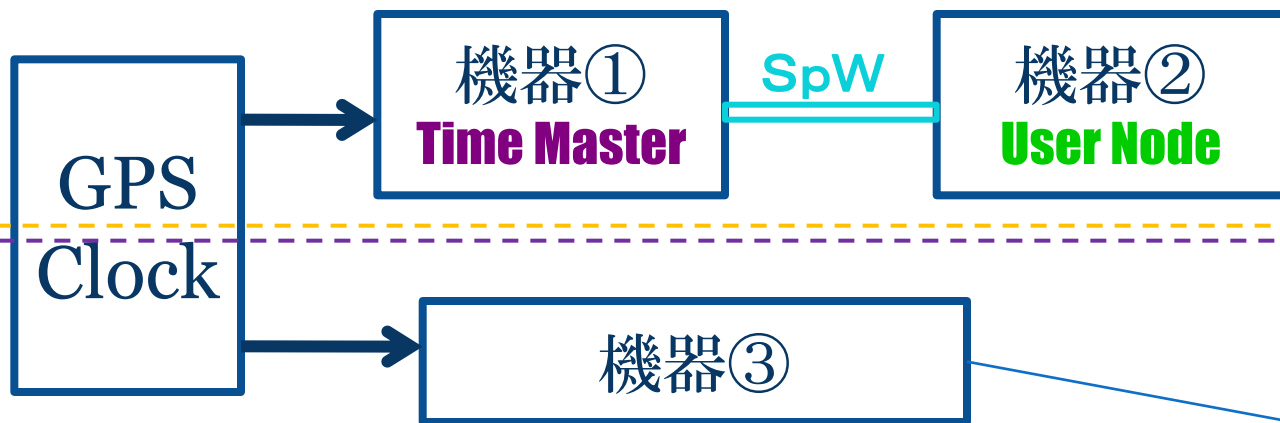 機器①
Time Master
SpW
機器②
User Node
GPS
Clock
機器③